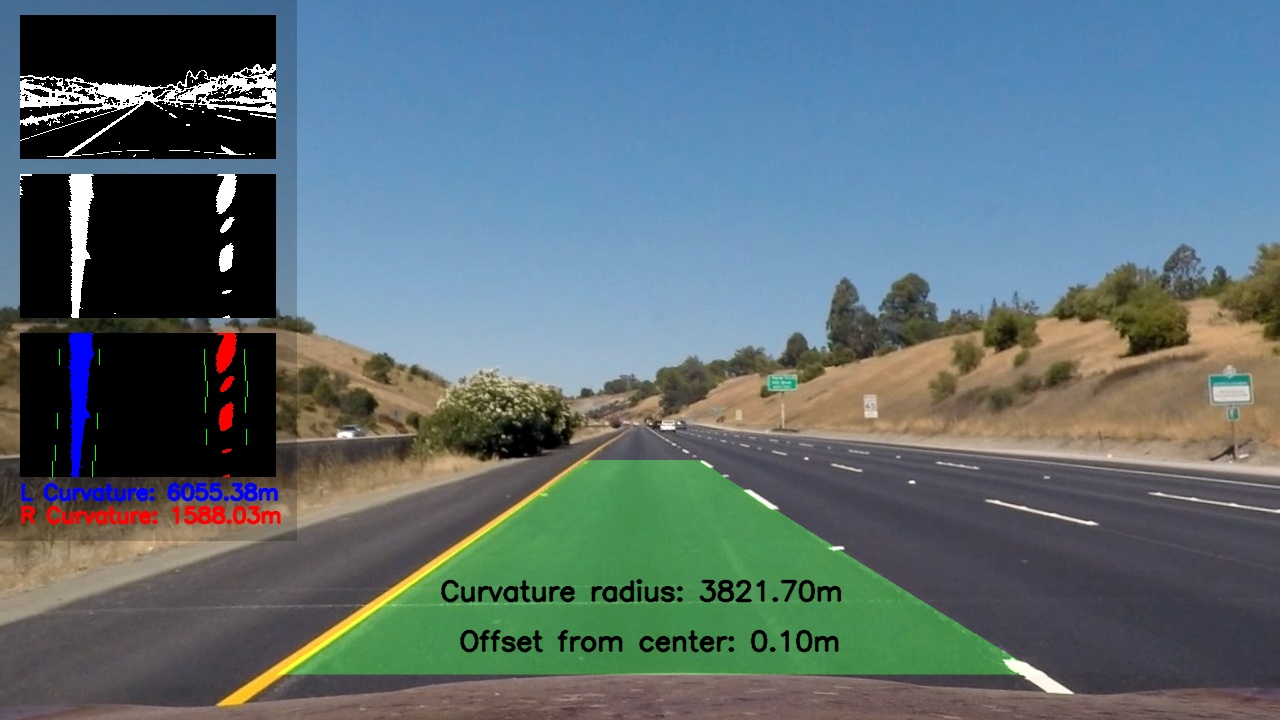 L Curvature: 6055.38m
R Curvature: 1588.03m
Curvature radius: 3821.70m
Offset from center: 0.10m